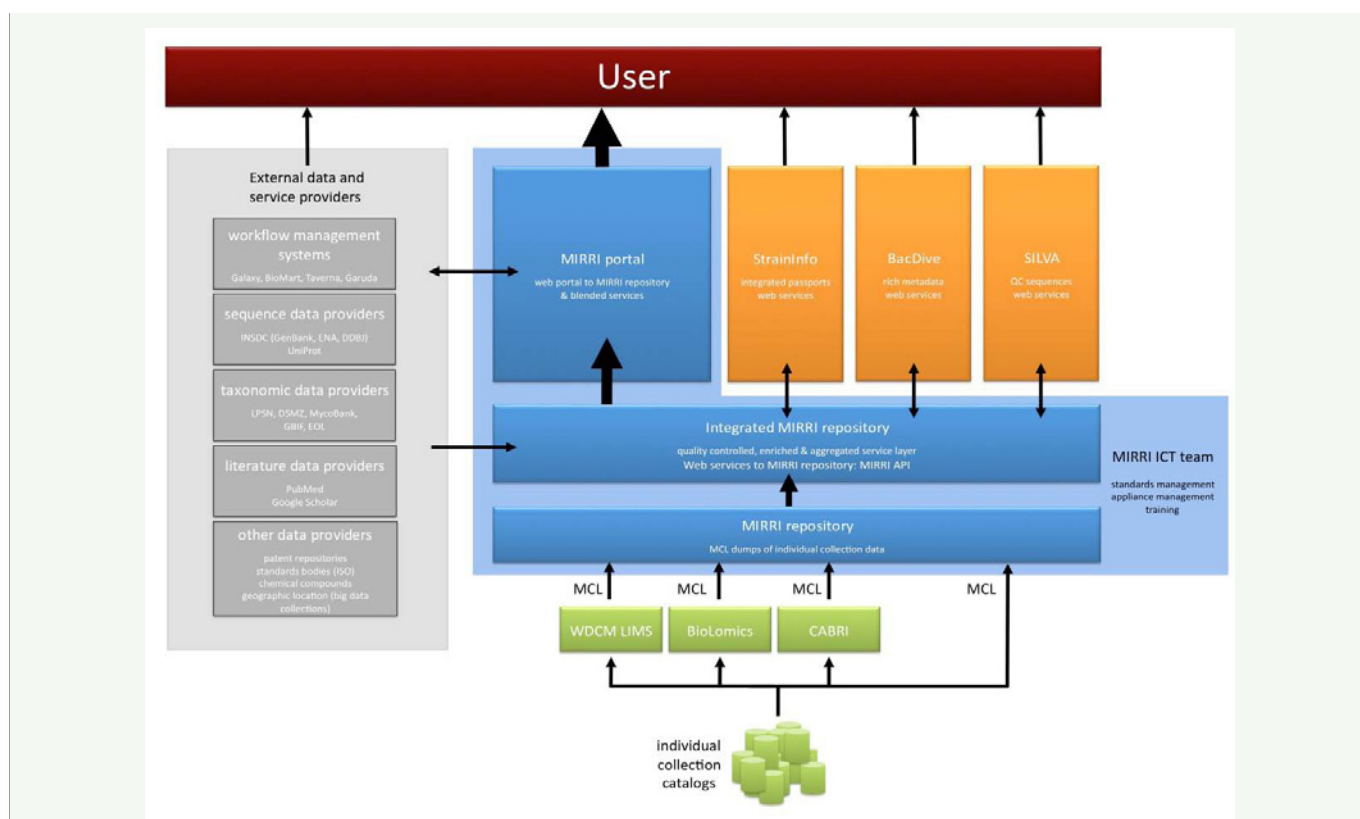 User
External data and
service providers
workflow management
systems
Galaxy, BioMart, Taverna, Garuda
sequence data providers
INSDC (GenBank, ENA, DDBJ)
UniProt
taxonomic data providers
LPSN, DSMZ, MycoBank,
GBIF, EOL
literature data providers
PubMed
Google Scholar
other data providers
patent repositories
standards bodies (ISO)
chemical compounds
geographic location (big data
collections)
MIRRI portal
web portal to MIRRI repository
& blended services
StrainInfo
integrated passports
web services
BacDive
rich metadata
web services
SILVA
QC sequences
web services
Integrated MIRRI repository
quality controlled, enriched & aggregated service layer
Web services to MIRRI repository: MIRRI API
MIRRI ICT team
standards management
appliance management
training
MIRRI repository
MCL dumps of individual collection data
MCL
MCL
MCL
MCL
WDCM LIMS
BioLomics
CABRI
individual
collection
catalogs